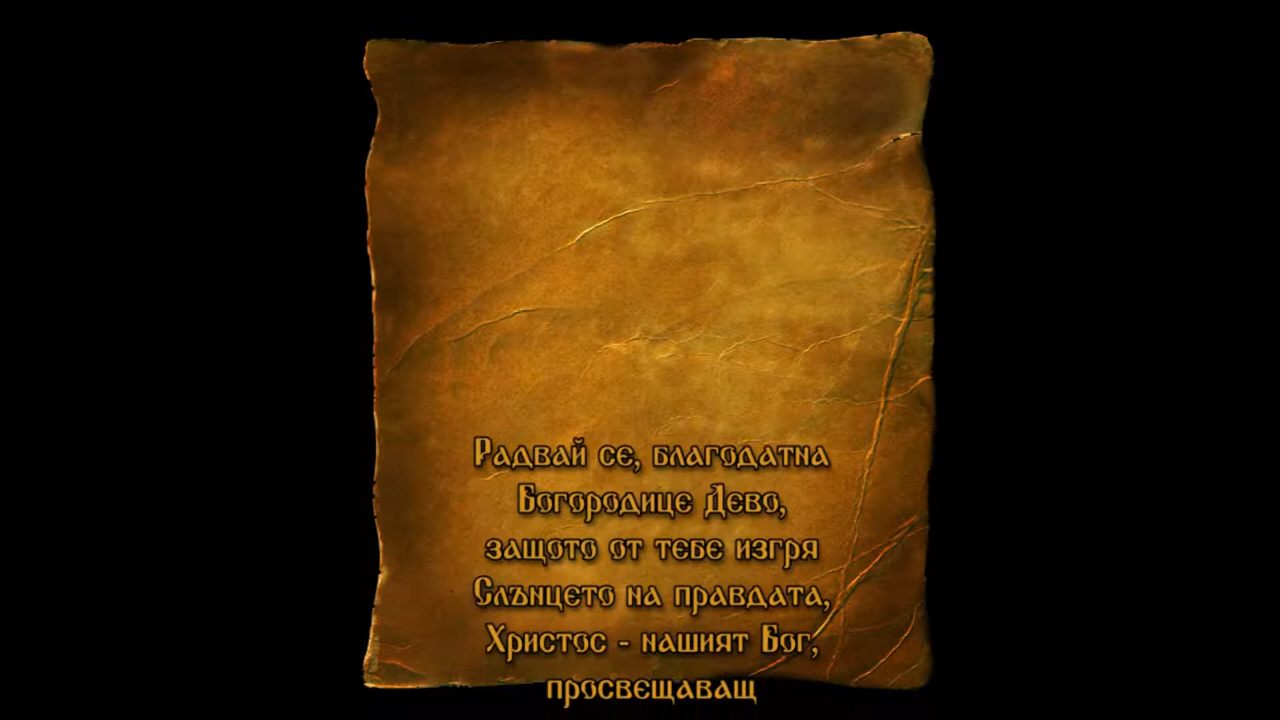 Радвай се, благодатна
Богородице Дево,
защото от тебе изгря
Слънцето на правдата,
Христос - нашият Бог,
просвещаващ